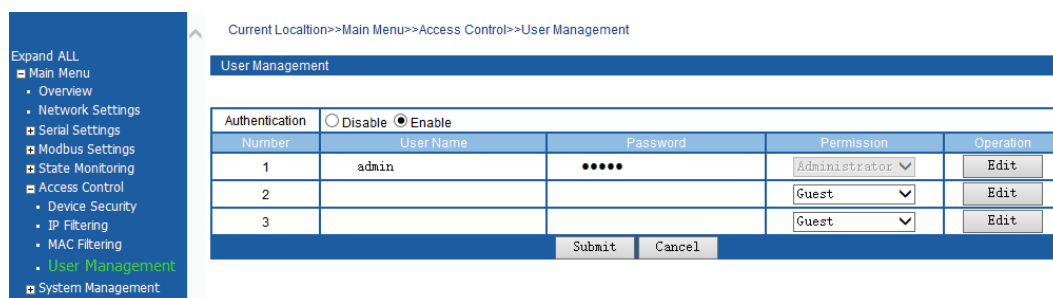 Current Localtion>>Main Menu>>Access Control>>User Management
Expand ALL
Main Menu
Overview
Network Settings
Serial Settings
Modbus Settings
State Monitoring
Access Control
Device Security
IP Filtering
MAC Filtering
User Management
System Management
User Management
Authentication Disable Enable
Number User Name Password Permission Operation
1 admin ●●●●● Administrator Edit
2 Guest Edit
3 Guest Edit
Submit Cancel